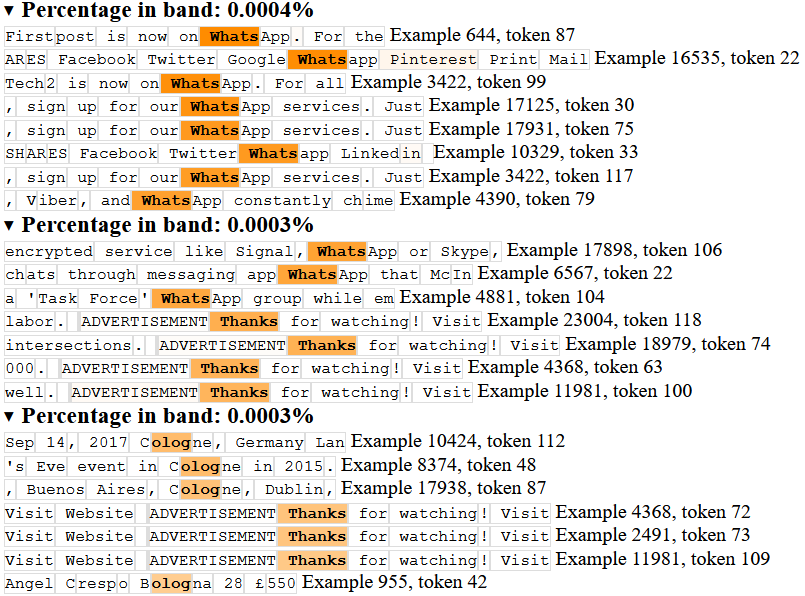 ▼ Percentage in band: 0.0004%
Firstpost is now on WhatsApp. For the Example 644, token 87
ARES Facebook Twitter Google Whatsapp Pinterest Print Mail Example 16535, token 22
Tech2 is now on WhatsApp. For all Example 3422, token 99
, sign up for our WhatsApp services. Just Example 17125, token 30
, sign up for our WhatsApp services. Just Example 17931, token 75
SHARES Facebook Twitter Whatsapp Linkedin Example 10329, token 33
, sign up for our WhatsApp services. Just Example 3422, token 117
, Viber, and WhatsApp constantly chime Example 4390, token 79
▼ Percentage in band: 0.0003%
encrypted service like Signal, WhatsApp or Skype, Example 17898, token 106
chats through messaging app WhatsApp that McIn Example 6567, token 22
a 'Task Force' WhatsApp group while em Example 4881, token 104
labor. ADVERTISEMENT Thanks for watching! Visit Example 23004, token 118
intersections. ADVERTISEMENT Thanks for watching! Visit Example 18979, token 74
000. ADVERTISEMENT Thanks for watching! Visit Example 4368, token 63
well. ADVERTISEMENT Thanks for watching! Visit Example 11981, token 100
▼ Percentage in band: 0.0003%
Sep 14, 2017 Cologne, Germany Lan Example 10424, token 112
's Eve event in Cologne in 2015. Example 8374, token 48
, Buenos Aires, Cologne, Dublin, Example 17938, token 87
Visit Website ADVERTISEMENT Thanks for watching! Visit Example 4368, token 72
Visit Website ADVERTISEMENT Thanks for watching! Visit Example 2491, token 73
Visit Website ADVERTISEMENT Thanks for watching! Visit Example 11981, token 109
Angel Crespo Bologna 28 £550 Example 955, token 42